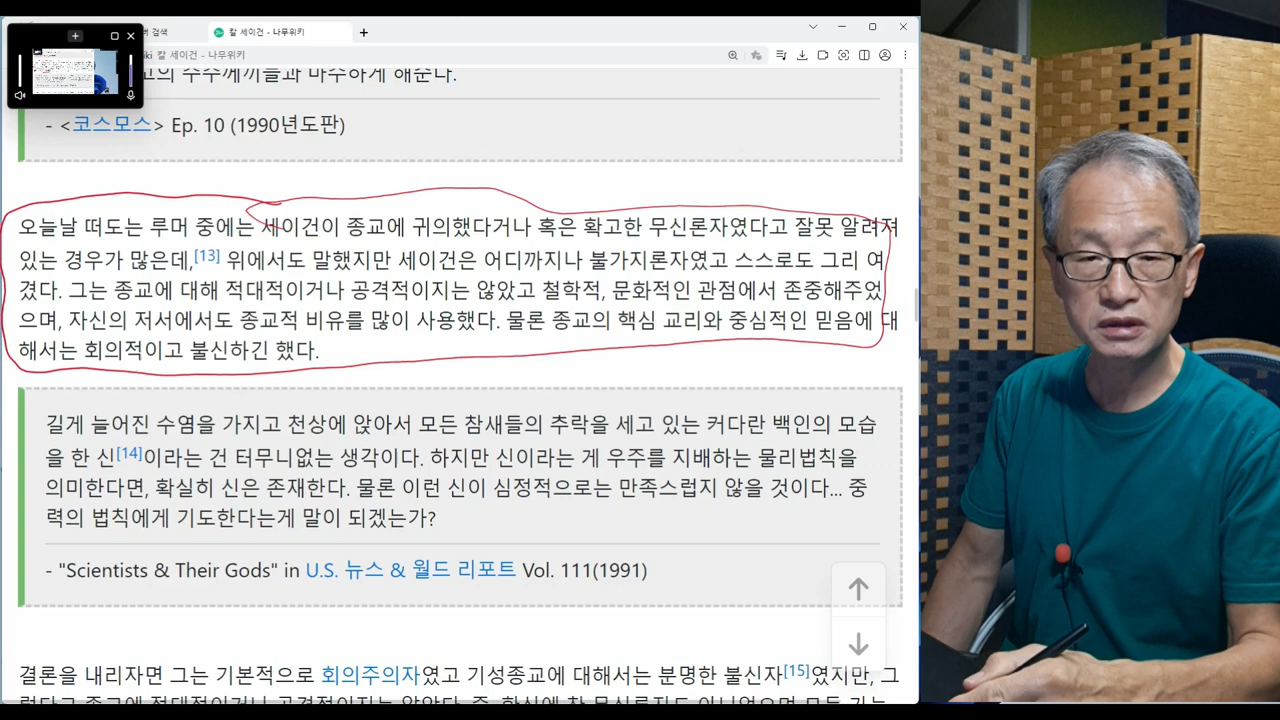 검색
칼 세이건 - 나무위키
칼 세이건 - 나무위키
수수께끼들과 마주하게 해준다.
- <코스모스> Ep. 10 (1990년도판)
오늘날 떠도는 루머 중에는 세이건이 종교에 귀의했다거나 혹은 확고한 무신론자였다고 잘못 알려져
있는 경우가 많은데,[13] 위에서도 말했지만 세이건은 어디까지나 불가지론자였고 스스로도 그리 여
겼다. 그는 종교에 대해 적대적이거나 공격적이지는 않았고 철학적, 문화적인 관점에서 존중해주었
으며, 자신의 저서에서도 종교적 비유를 많이 사용했다. 물론 종교의 핵심 교리와 중심적인 믿음에 대
해서는 회의적이고 불신하긴 했다.
길게 늘어진 수염을 가지고 천상에 앉아서 모든 참새들의 추락을 세고 있는 커다란 백인의 모습
을 한 신[14]이라는 건 터무니없는 생각이다. 하지만 신이라는 게 우주를 지배하는 물리법칙을
의미한다면, 확실히 신은 존재한다. 물론 이런 신이 심정적으로는 만족스럽지 않을 것이다... 중
력의 법칙에게 기도한다는게 말이 되겠는가?
- "Scientists & Their Gods" in U.S. 뉴스 & 월드 리포트 Vol. 111(1991)
결론을 내리자면 그는 기본적으로 회의주의자였고 기성종교에 대해서는 분명한 불신자[15]였지만, 그